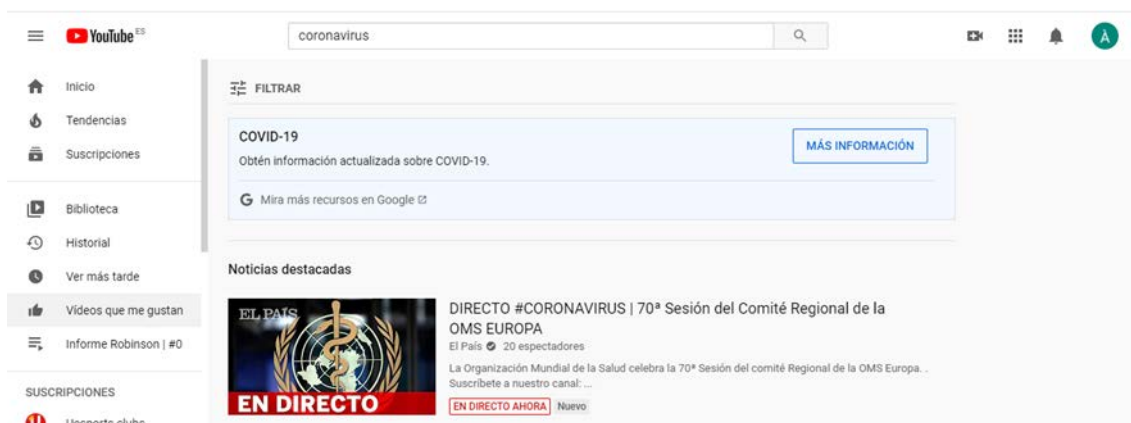 YouTube ES
coronavirus
À
Inicio
Tendencias
Suscripciones
Biblioteca
Historial
Ver más tarde
Vídeos que me gustan
Informe Robinson | #0
SUSCRIPCIONES
FILTRAR
COVID-19
Obtén información actualizada sobre COVID-19.
MÁS INFORMACIÓN
G Mira más recursos en Google
Noticias destacadas
EL PAÍS
EN DIRECTO
DIRECTO #CORONAVIRUS | 70ª Sesión del Comité Regional de la
OMS EUROPA
El País 20 espectadores
La Organización Mundial de la Salud celebra la 70ª Sesión del comité Regional de la OMS Europa. .
Suscríbete a nuestro canal: ...
EN DIRECTO AHORA Nuevo